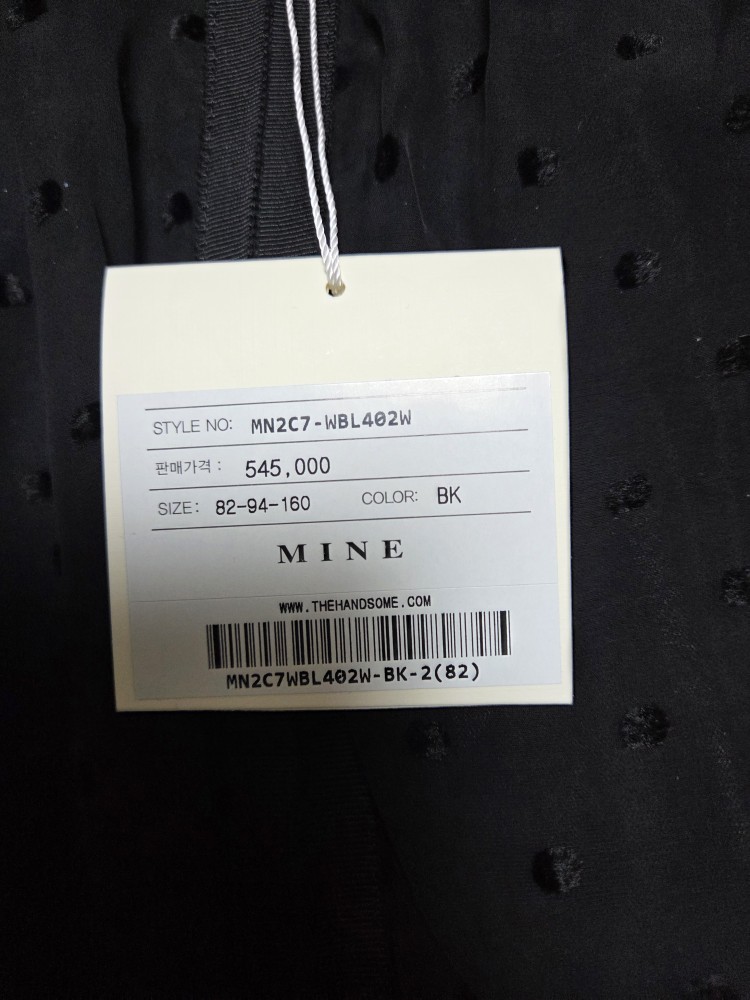 STYLE NO: MN2C7-WBL402W
판매가격 : 545,000
SIZE: 82-94-160 COLOR: BK
MINE
WWW.THEHANDSOME.COM
MN2C7WBL402W-BK-2(82)